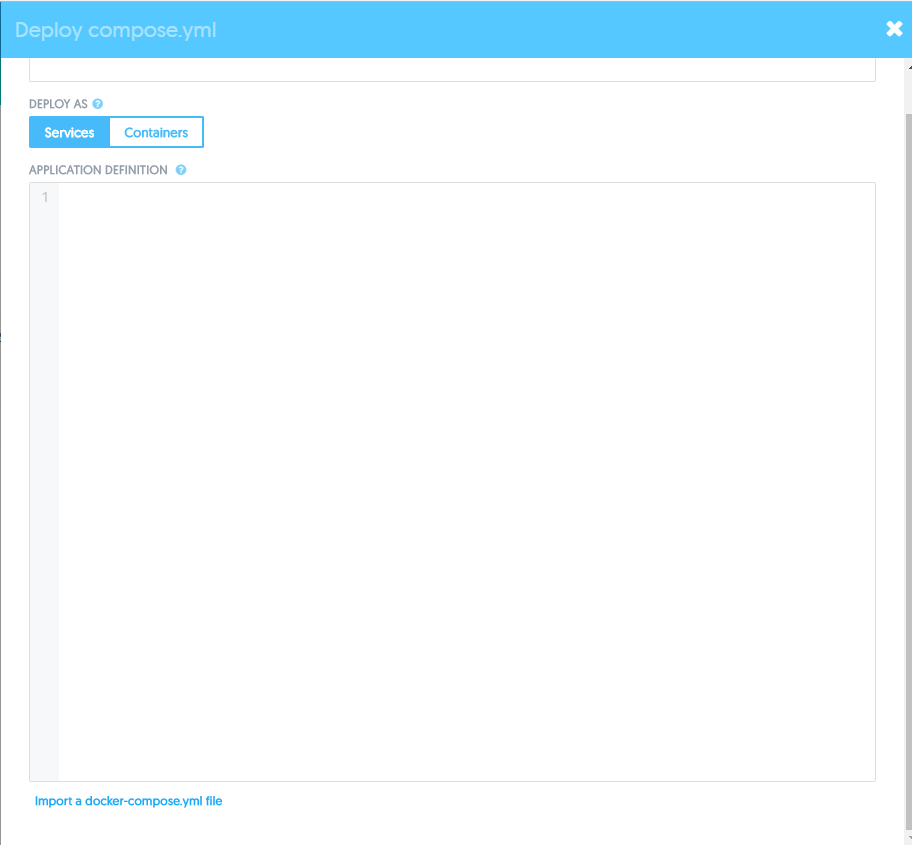 Deploy compose.yml
DEPLOY AS
Services Containers
APPLICATION DEFINITION
1
Import a docker-compose.yml file